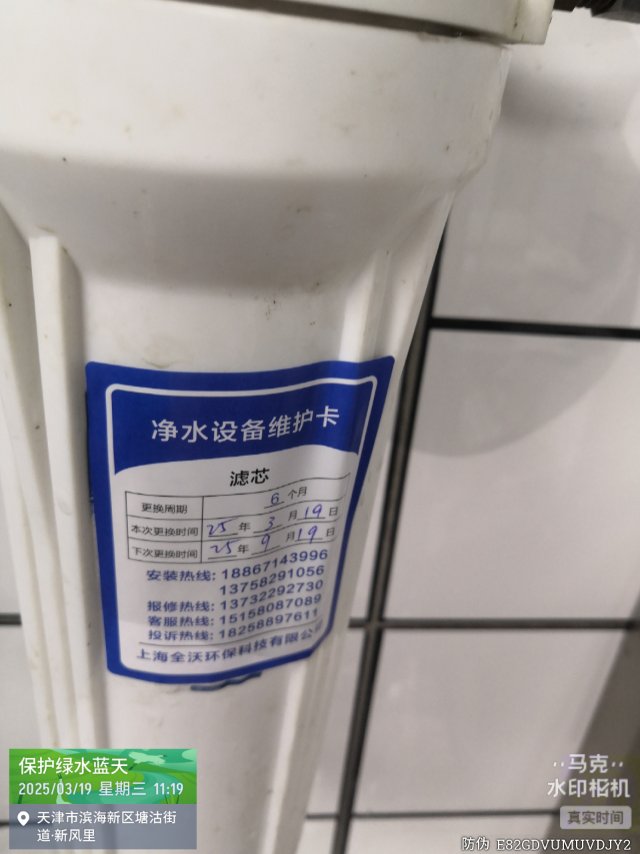 净水设备维护卡
滤芯
更换周期 6 个月
本次更换时间 25 年 3 月 19 日
下次更换时间 25 年 9 月 19 日
安装热线: 18867143996
13758291056
报修热线: 13732292730
客服热线: 15158087089
投诉热线: 18258897611
上海全沃环保科技有限公司
保护绿水蓝天
2025/03/19 星期三 11:19
天津市滨海新区塘沽街
道·新风里
马克
水印相机
真实时间
防伪 E82GDVUMUVDJY2